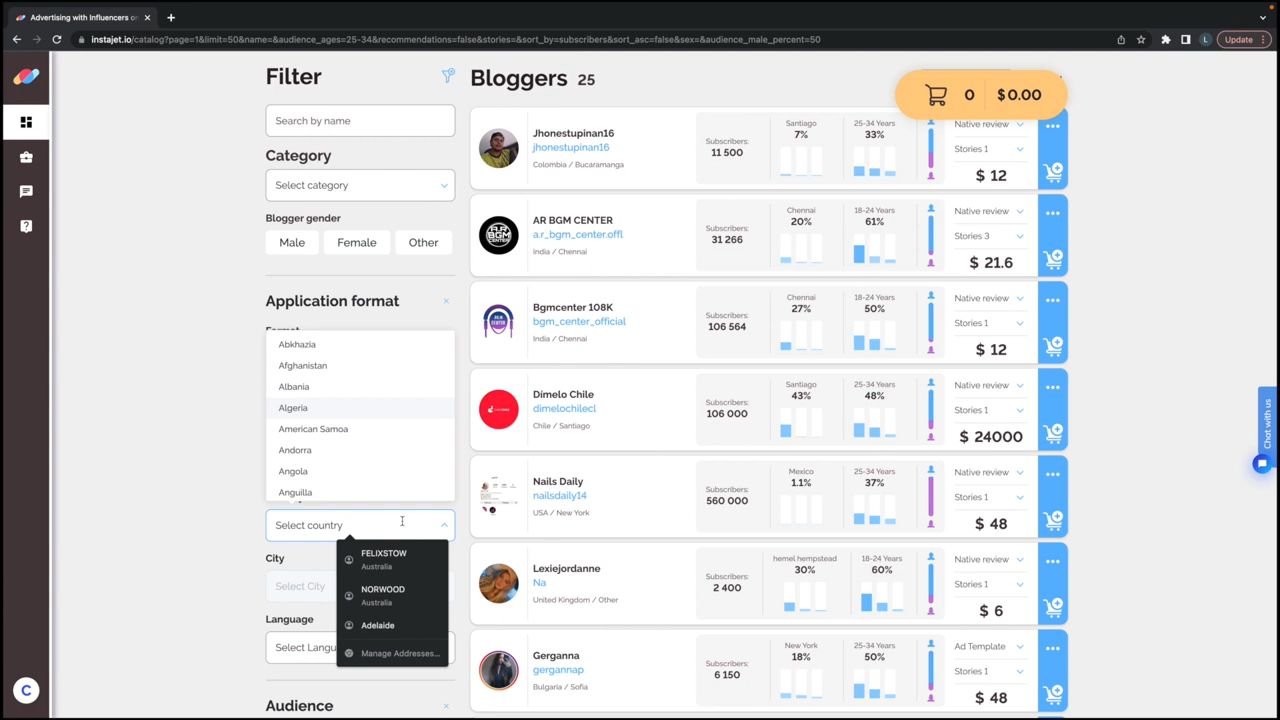 Advertising with Influencers on
instajet.io/catalog?page=1&limit=50&name=&audience_ages=25-34&recommendations=false&stories=&sort_by=subscribers&sort_asc=false&sex=&audience_male_percent=50
L
Update
Filter
Search by name
Category
Select category
Blogger gender
Male
Female
Other
Application format
Abkhazia
Afghanistan
Albania
Algeria
American Samoa
Andorra
Angola
Anguilla
Select country
FELIXSTOW
Australia
NORWOOD
Australia
Adelaide
Manage Addresses...
City
Select City
Language
Select Langu
Audience
C
Bloggers 25
0 $0.00
Jhonestupinan16
jhonestupinan16
Colombia / Bucaramanga
Subscribers:
11 500
Santiago
7%
25-34 Years
33%
Native review
Stories 1
$ 12
AR BGM CENTER
a.r_bgm_center.offl
India / Chennai
Subscribers:
31 266
Chennai
20%
18-24 Years
61%
Native review
Stories 3
$ 21.6
Bgmcenter 108K
bgm_center_official
India / Chennai
Subscribers:
106 564
Chennai
27%
18-24 Years
50%
Native review
Stories 1
$ 12
Dímelo Chile
dimelochilecl
Chile / Santiago
Subscribers:
106 000
Santiago
43%
25-34 Years
48%
Native review
Stories 1
$ 24000
Nails Daily
nailsdaily14
USA / New York
Subscribers:
560 000
Mexico
1.1%
25-34 Years
37%
Native review
Stories 1
$ 48
Lexiejordanne
Na
United Kingdom / Other
Subscribers:
2 400
hemel hempstead
30%
18-24 Years
60%
Native review
Stories 1
$ 6
Gerganna
gergannap
Bulgaria / Sofia
Subscribers:
6 150
New York
18%
25-34 Years
50%
Ad Template
Stories 1
$ 48
Chat with us